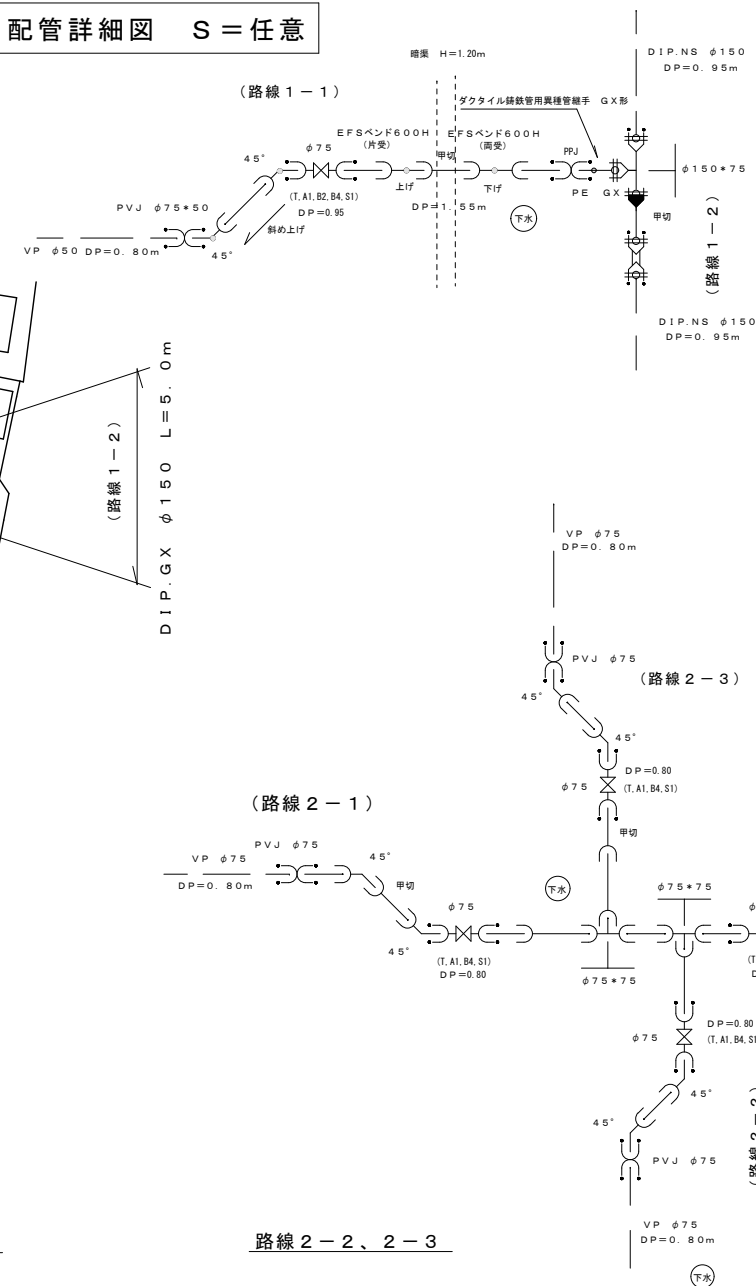 配管詳細図　S＝任意
暗渠　H＝1.20m
DIP.NS　φ150
DP=0.95m
（路線1－1）
ダクタイル鋳鉄管用異種管継手　GX形
EFSベンド600H
（片受）
甲切
EFSベンド600H
（両受）
φ75
45°
PPJ
φ150*75
上げ
下げ
PE
GX
(T, A1, B2, B4, S1)
DP=0.95
DP=1.55m
下水
甲切
（路線1－2）
PVJ　φ75*50
斜め上げ
45°
VP　φ50　DP=0.80m
DIP.NS　φ150
DP=0.95m
（路線1－2）
DIP.GX　φ150　L=5.0m
VP　φ75
DP=0.80m
PVJ　φ75
（路線2－3）
45°
45°
DP=0.80
φ75
(T, A1, B4, S1)
甲切
（路線2－1）
PVJ　φ75
VP　φ75
DP=0.80m
45°
甲切
下水
φ75*75
φ75
45°
(T, A1, B4, S1)
DP=0.80
φ75*75
DP=0.80
φ75
(T, A1, B4, S1
45°
45°
PVJ　φ75
VP　φ75
DP=0.80m
路線2－2、2－3
下水